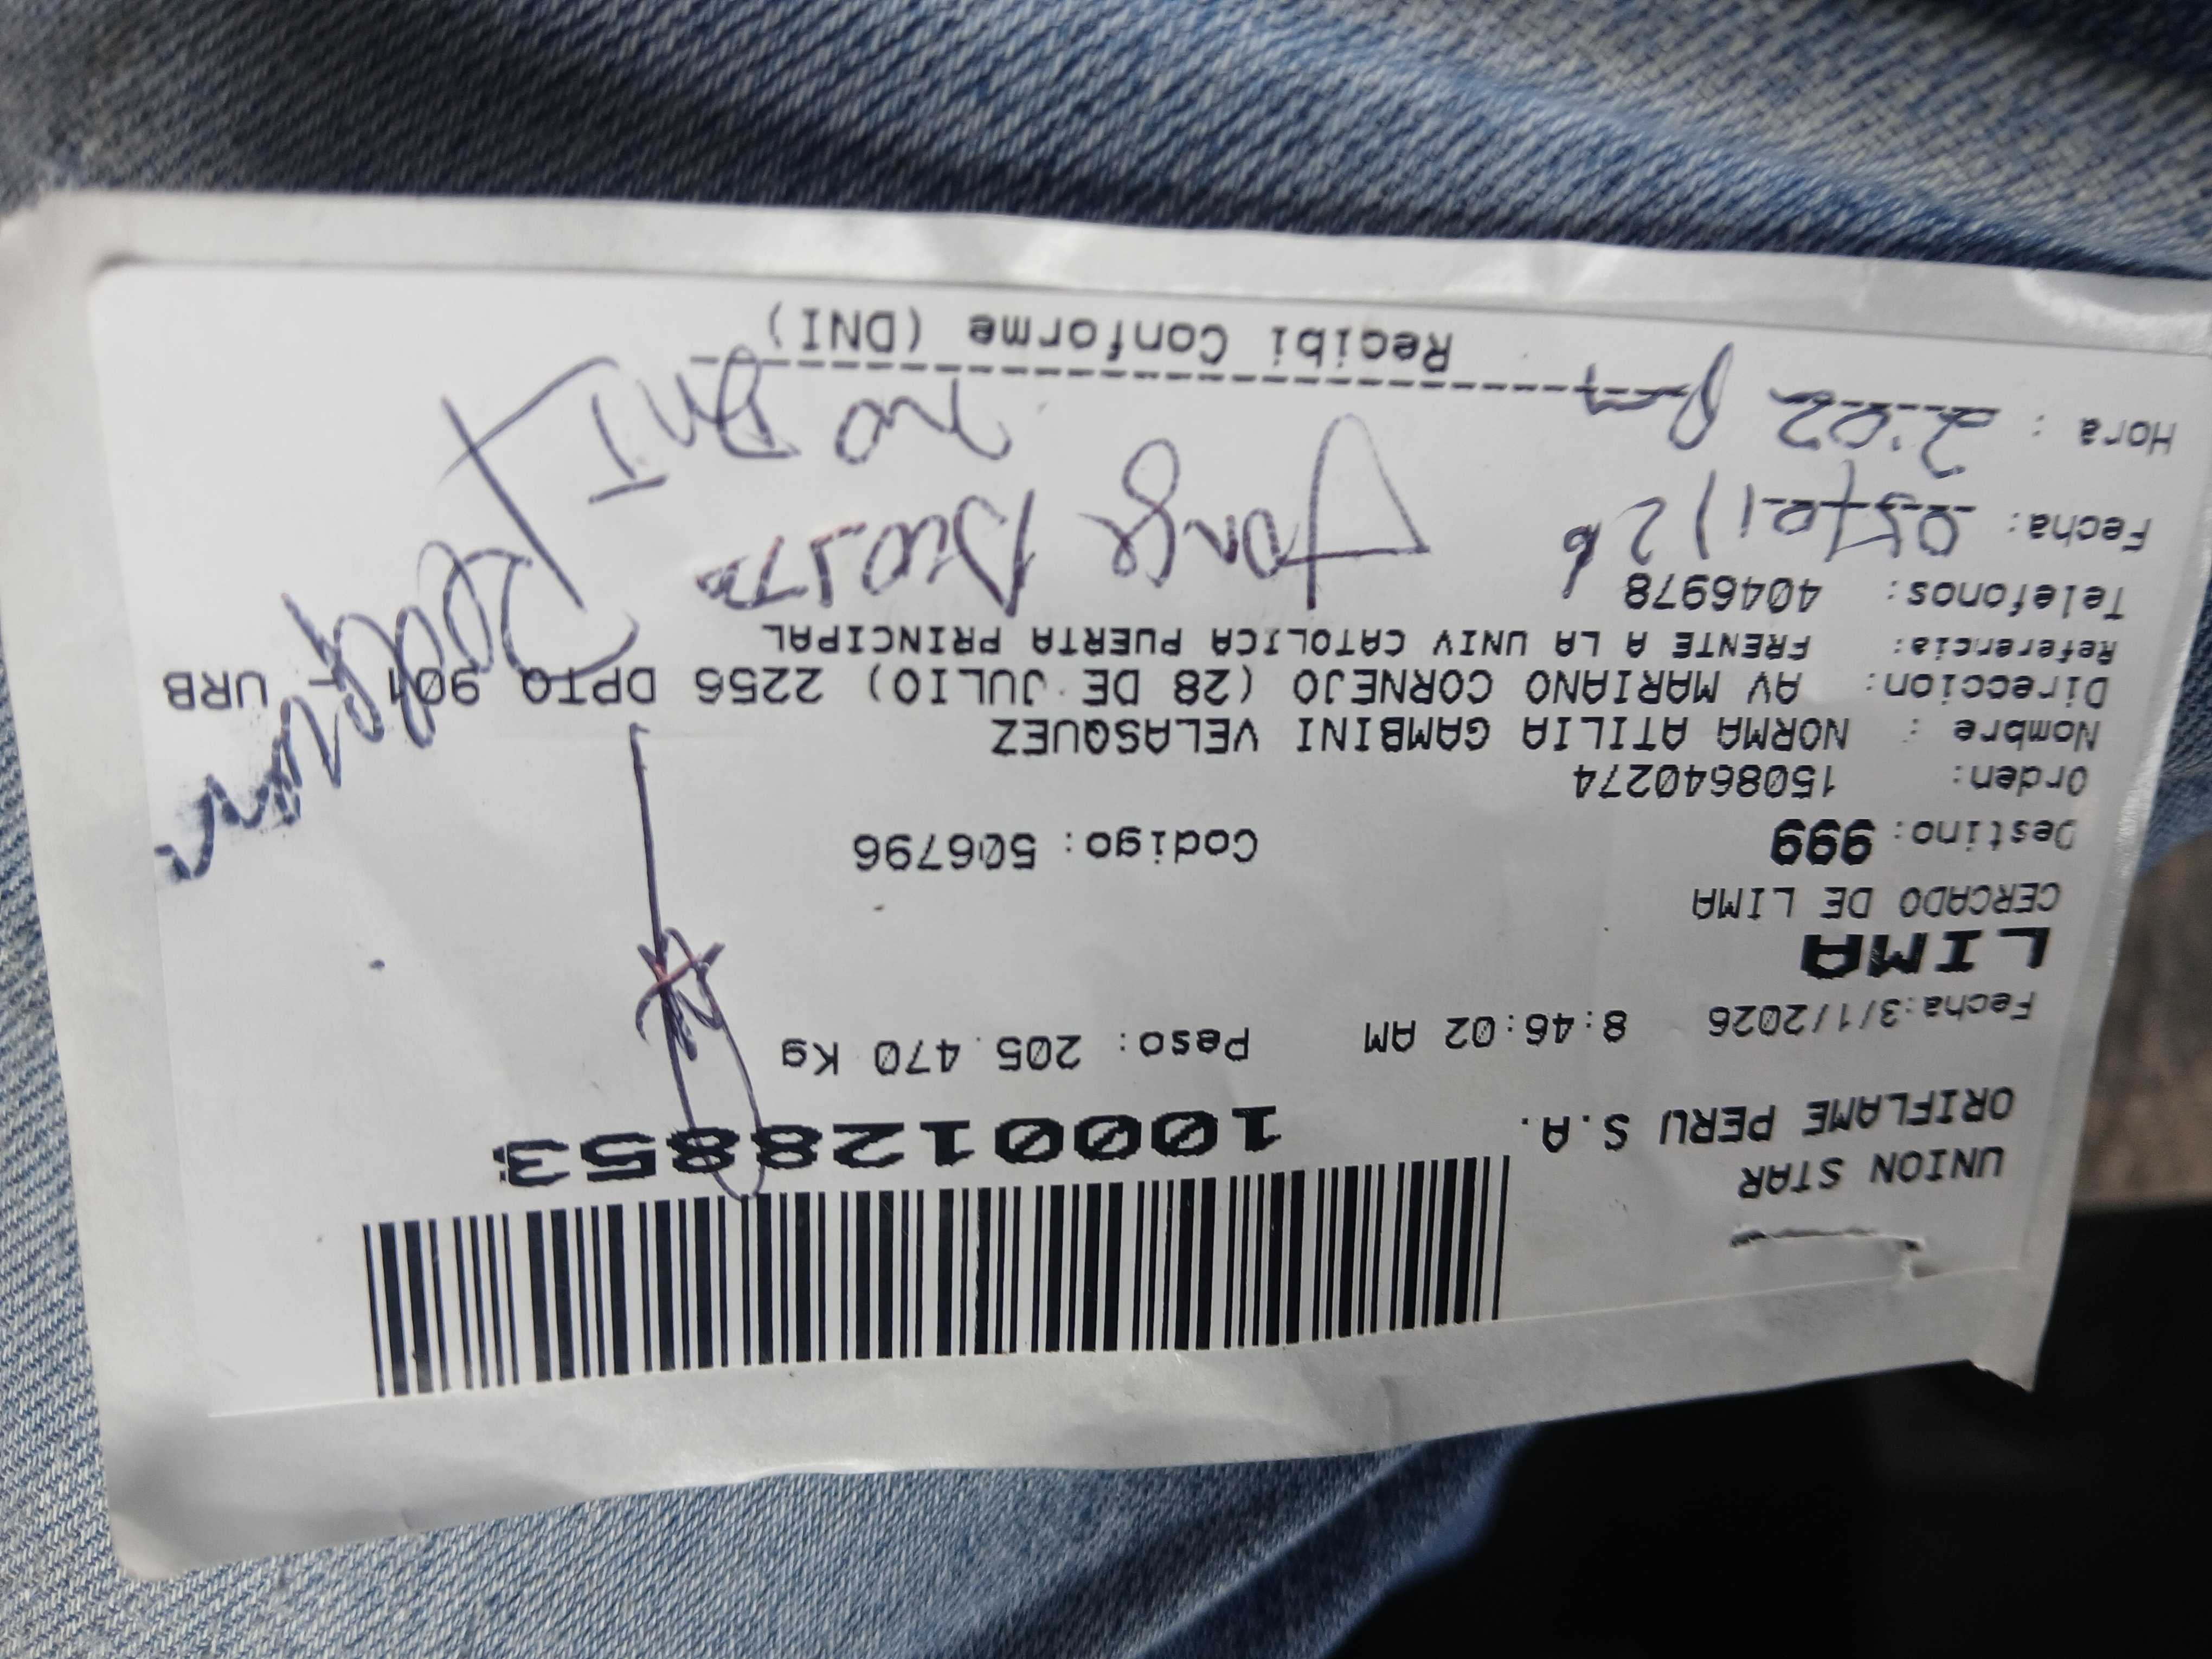 UNION STAR
ORIFLAME PERU S.A.
1000128853
Fecha:3/1/2026 8:46:02 AM Peso: 205.470 Kg
LIMA
CERCADO DE LIMA
Destino: 999 Codigo: 506796
Orden: 1508640274
Nombre : NORMA ATILIA GAMBINI VELASQUEZ
Direccion: AV MARIANO CORNEJO (28 DE JULIO) 2256 DPTO 901 - URB
Referencia: FRENTE A LA UNIV CATOLICA PUERTA PRINCIPAL
Telefonos: 4046978
Fecha: 05/01/26
Hora : 2:02 Pm
no DNI
Recibi Conforme (DNI)